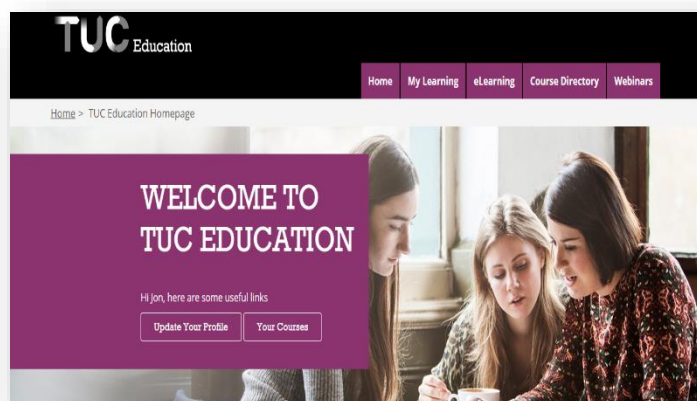 TUC Education
Home My Learning eLearning Course Directory Webinars
Home > TUC Education Homepage
WELCOME TO
TUC EDUCATION
Hi Jon, here are some useful links
Update Your Profile Your Courses